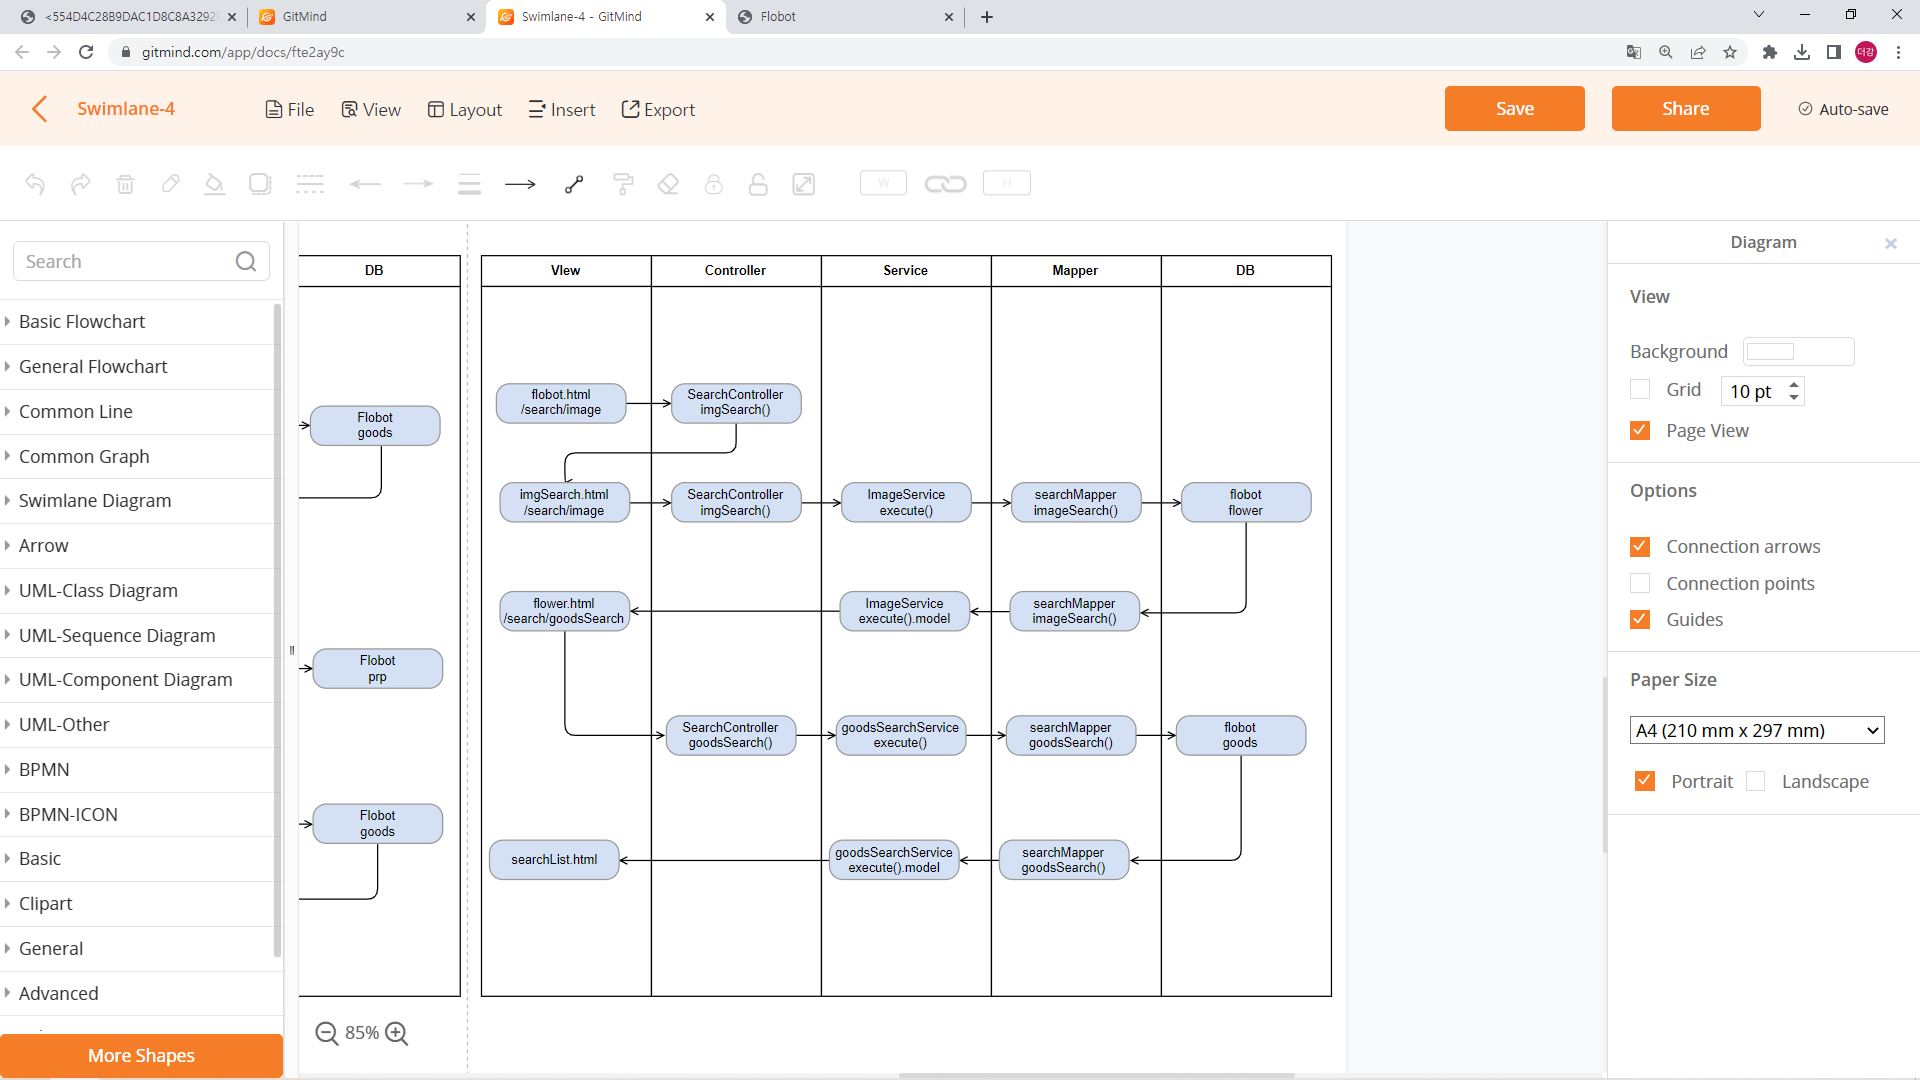 <554D4C28B9DAC1D8C8A3292
GitMind
Swimlane-4 - GitMind
Flobot
gitmind.com/app/docs/fte2ay9c
더강
Swimlane-4
File
View
Layout
Insert
Export
Save
Share
Auto-save
W
H
Search
Basic Flowchart
General Flowchart
Common Line
Common Graph
Swimlane Diagram
Arrow
UML-Class Diagram
UML-Sequence Diagram
UML-Component Diagram
UML-Other
BPMN
BPMN-ICON
Basic
Clipart
General
Advanced
More Shapes
DB
Flobot
goods
Flobot
prp
Flobot
goods
85%
VIew
Controller
Service
Mapper
DB
flobot.html
/search/image
SearchController
imgSearch()
imgSearch.html
/search/image
SearchController
imgSearch()
ImageService
execute()
searchMapper
imageSearch()
flobot
flower
flower.html
/search/goodsSearch
ImageService
execute().model
searchMapper
imageSearch()
SearchController
goodsSearch()
goodsSearchService
execute()
searchMapper
goodsSearch()
flobot
goods
searchList.html
goodsSearchService
execute().model
searchMapper
goodsSearch()
Diagram
View
Background
Grid
10 pt
Page View
Options
Connection arrows
Connection points
Guides
Paper Size
A4 (210 mm x 297 mm)
Portrait
Landscape